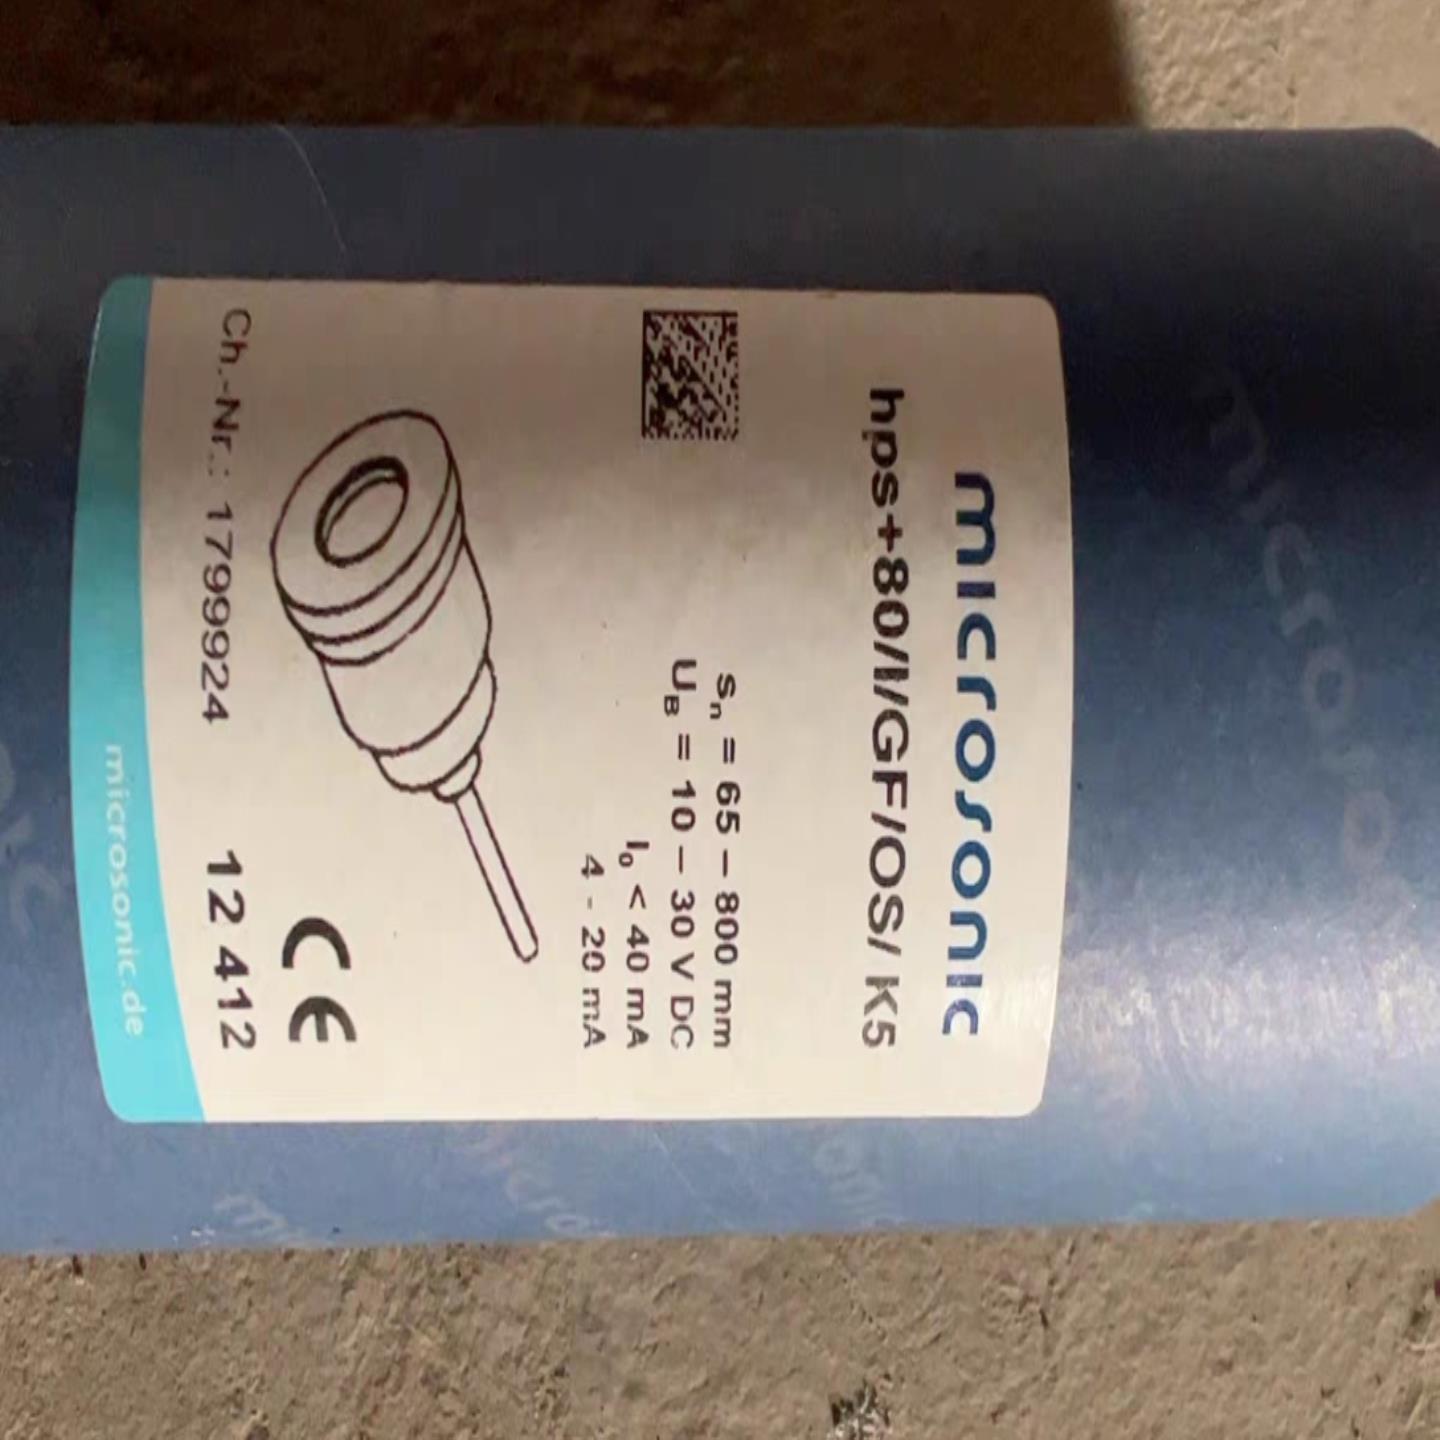 microsonic
hps+80/I/GF/OS/ K5
sn = 65 – 800 mm
UB = 10 – 30 V DC
I0 < 40 mA
4 - 20 mA
CE
Ch.-Nr.: 1799924
12 412
microsonic.de